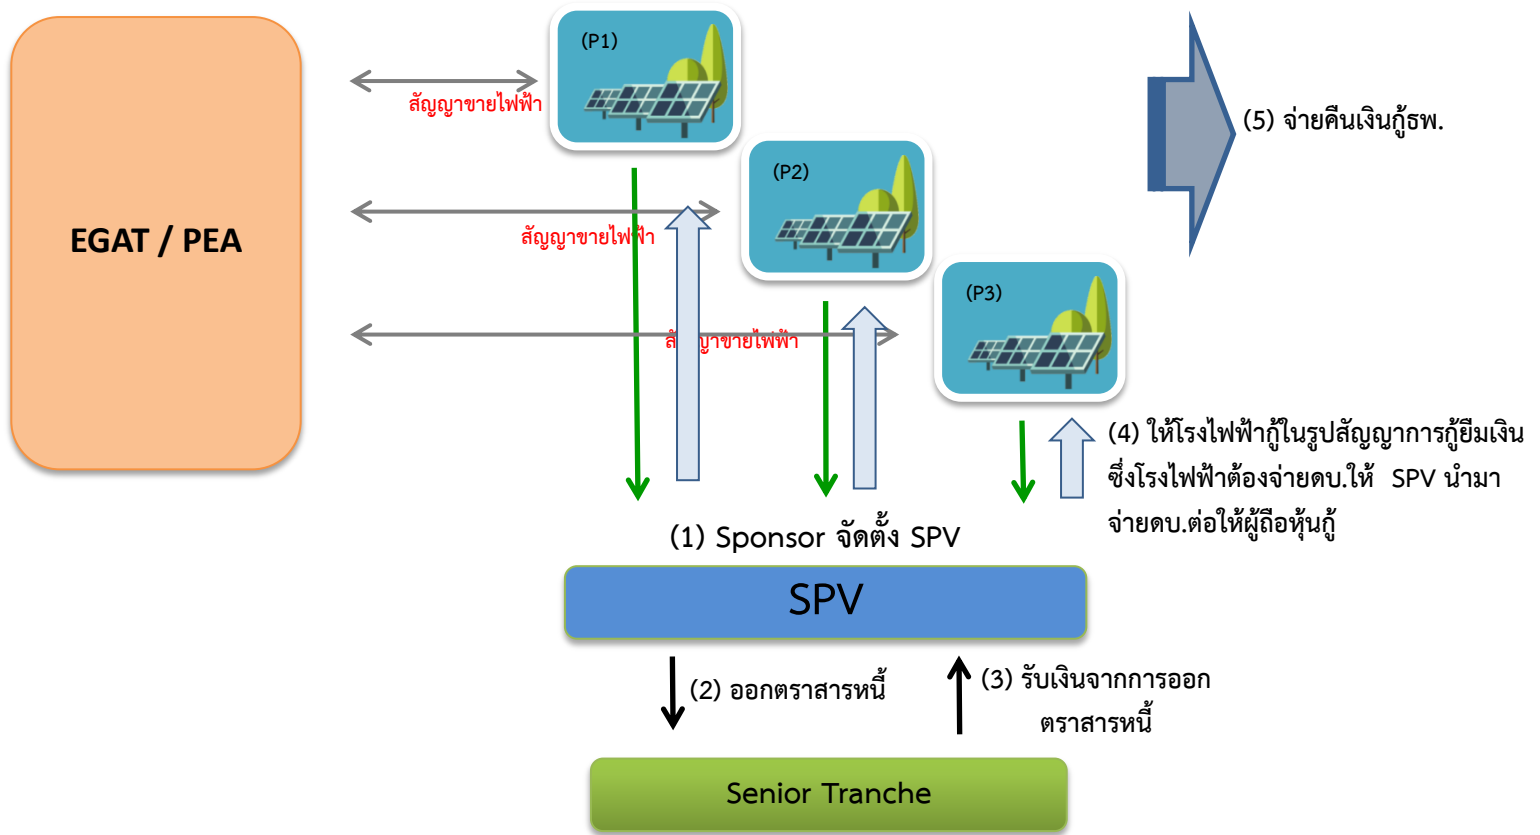 (P1)
สัญญาขายไฟฟ้า
(5) จ่ายคืนเงินกู้ธพ.
(P2)
EGAT / PEA
สัญญาขายไฟฟ้า
(P3)
สัญญาขายไฟฟ้า
(4) ให้โรงไฟฟ้ากู้ในรูปสัญญาการกู้ยืมเงิน
ซึ่งโรงไฟฟ้าต้องจ่ายดบ.ให้ SPV นำมา
จ่ายดบ.ต่อให้ผู้ถือหุ้นกู้
(1) Sponsor จัดตั้ง SPV
SPV
(2) ออกตราสารหนี้
(3) รับเงินจากการออก
ตราสารหนี้
Senior Tranche